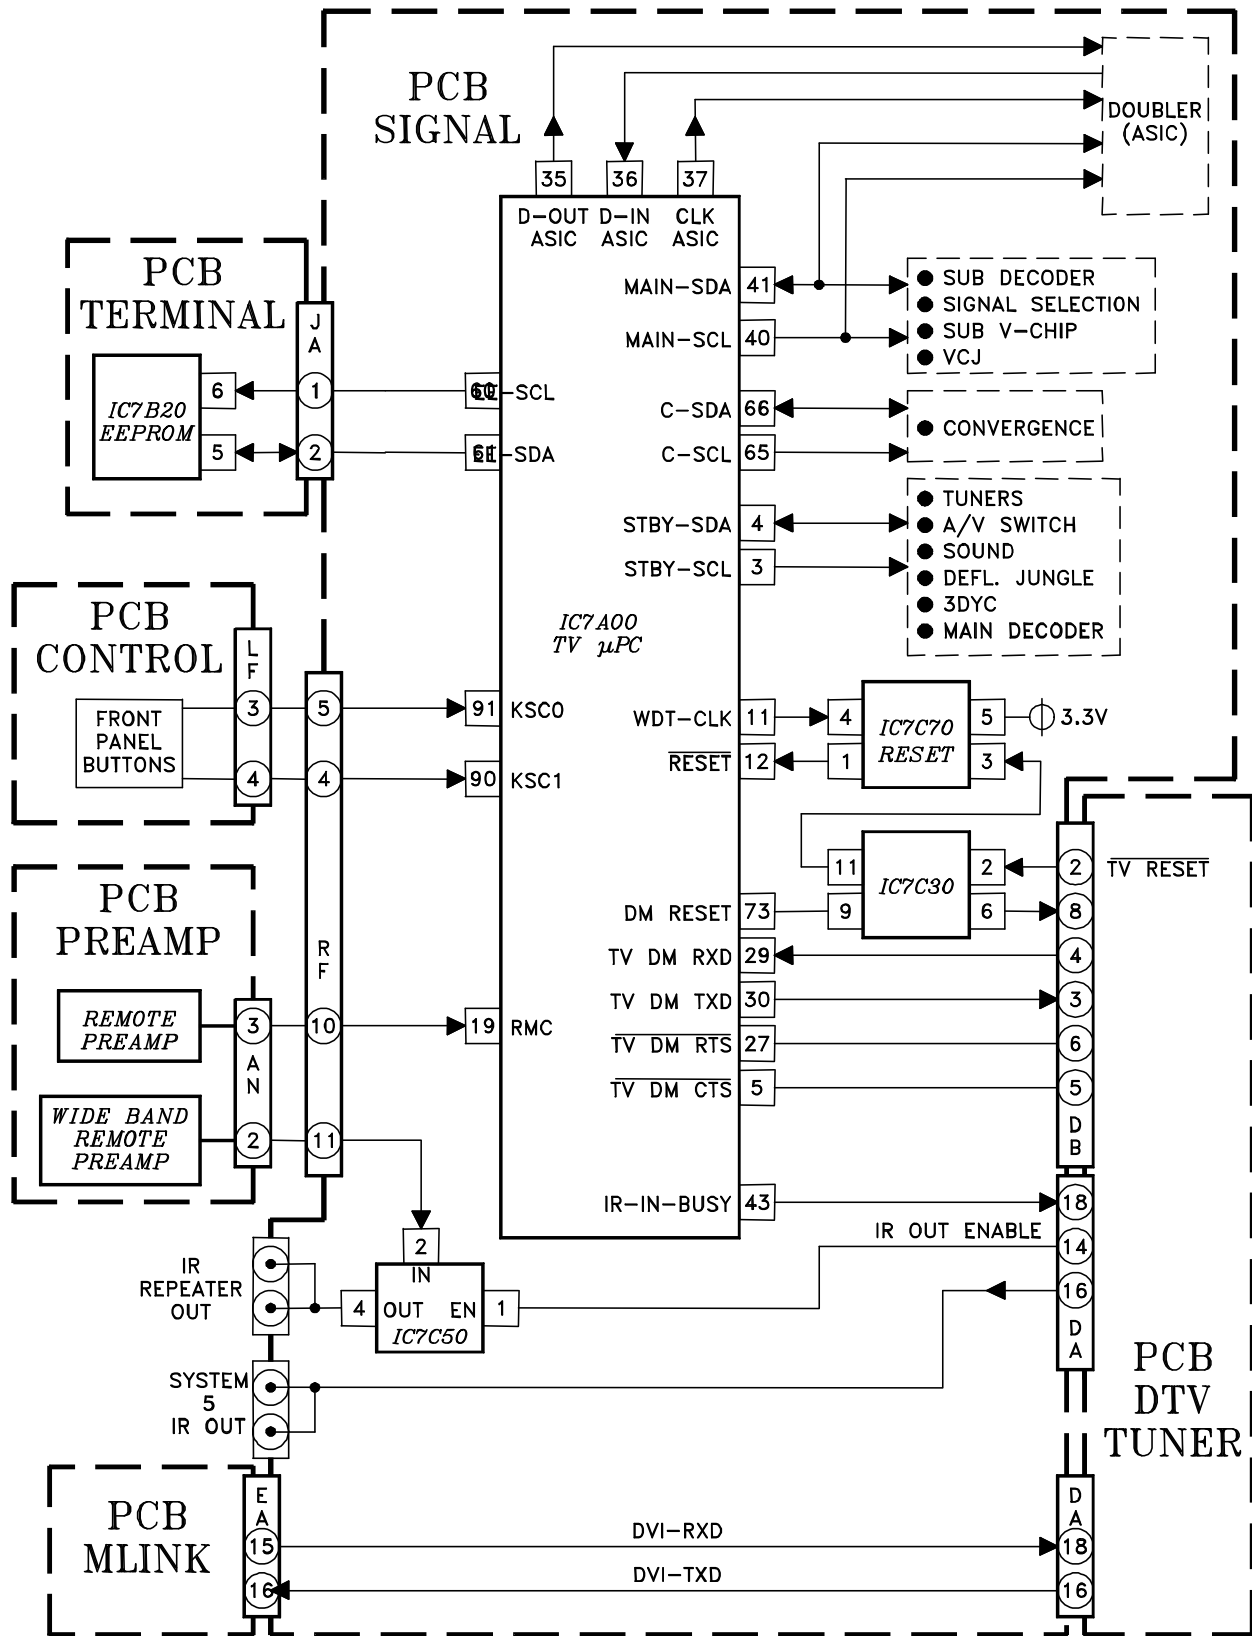 PCB
SIGNAL
DOUBLER
(ASIC)
35
36
37
D-OUT D-IN CLK
ASIC ASIC ASIC
PCB
TERMINAL
J
A
IC7B20
EEPROM
6
5
1
2
60
EE-SCL
61
EE-SDA
MAIN-SDA 41
MAIN-SCL 40
● SUB DECODER
● SIGNAL SELECTION
● SUB V-CHIP
● VCJ
C-SDA 66
C-SCL 65
● CONVERGENCE
STBY-SDA 4
STBY-SCL 3
● TUNERS
● A/V SWITCH
● SOUND
● DEFL. JUNGLE
● 3DYC
● MAIN DECODER
IC7A00
TV µPC
PCB
CONTROL
L
F
FRONT
PANEL
BUTTONS
3 5 91 KSC0
4 4 90 KSC1
WDT-CLK 11 4
IC7C70
RESET
5 3.3V
RESET 12 1 3
11 IC7C30 2 2 TV RESET
DM RESET 73 9 6 8
TV DM RXD 29 4
TV DM TXD 30 3
TV DM RTS 27 6
TV DM CTS 5 5
D
B
PCB
PREAMP
R
F
REMOTE
PREAMP
3 10 19 RMC
A
N
WIDE BAND
REMOTE
PREAMP
2 11
IR-IN-BUSY 43 18
IR OUT ENABLE 14
16
D
A
2
IN
4 OUT EN 1
IC7C50
IR
REPEATER
OUT
SYSTEM
5
IR OUT
PCB
DTV
TUNER
PCB
MLINK
E
A
15 DVI-RXD 18
16 DVI-TXD 16
D
A